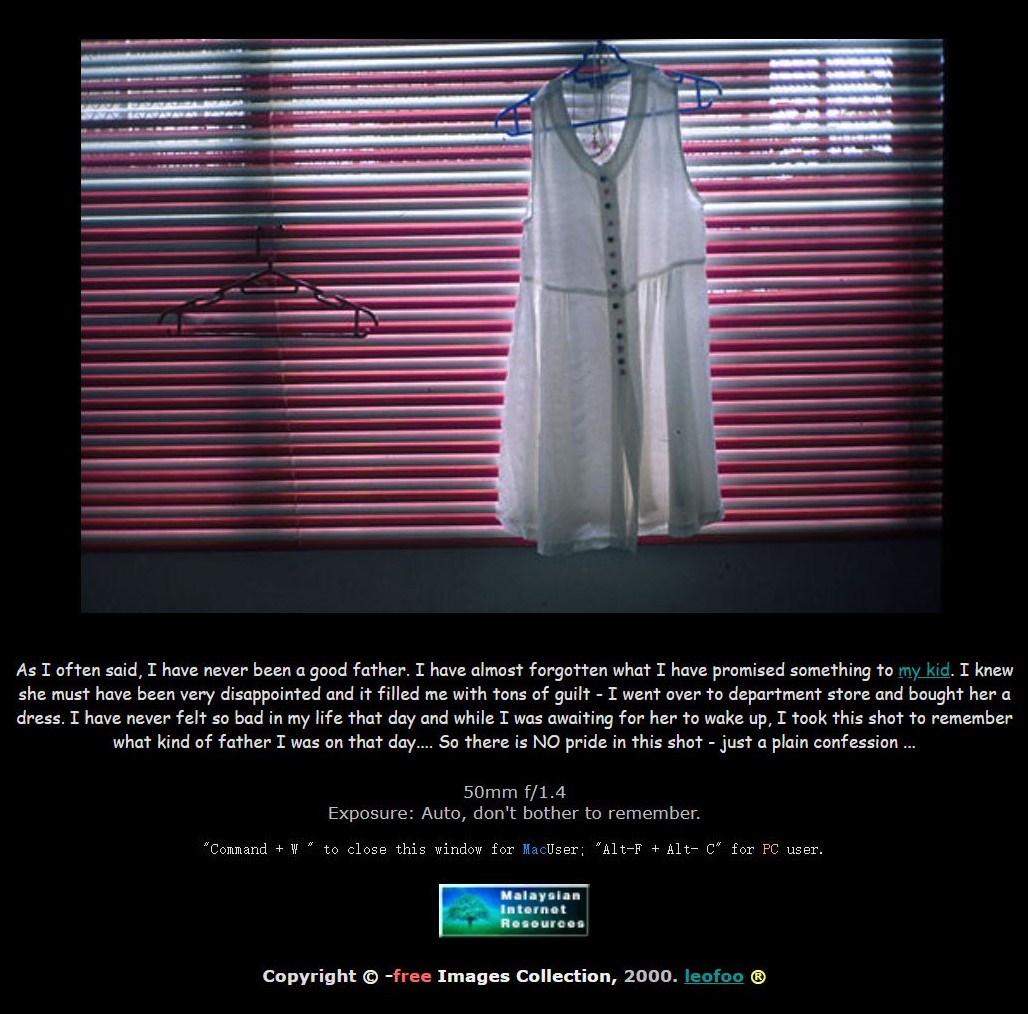 As I often said, I have never been a good father. I have almost forgotten what I have promised something to my kid. I knew
she must have been very disappointed and it filled me with tons of guilt - I went over to department store and bought her a
dress. I have never felt so bad in my life that day and while I was awaiting for her to wake up, I took this shot to remember
what kind of father I was on that day.... So there is NO pride in this shot - just a plain confession ...
50mm f/1.4
Exposure: Auto, don't bother to remember.
"Command + W " to close this window for MacUser; "Alt-F + Alt- C" for PC user.
Malaysian
Internet
Resources
Copyright © -free Images Collection, 2000. leofoo ®